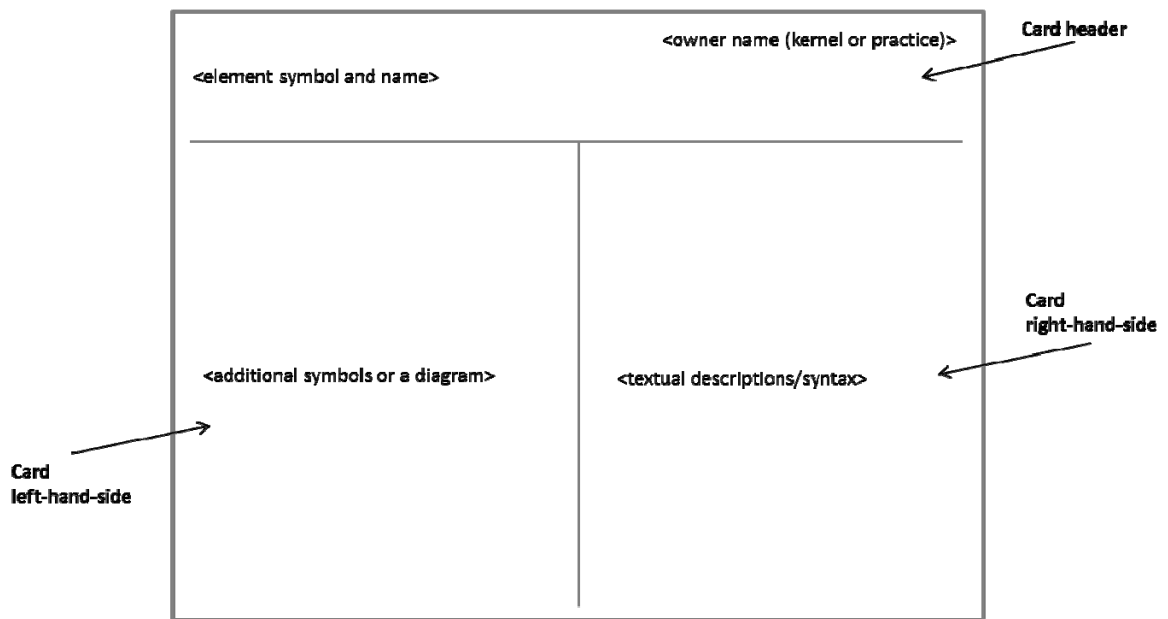 <owner name (kernel or practice)>
Card header
<element symbol and name>
<additional symbols or a diagram>
<textual descriptions/syntax>
Card
right-hand-side
Card
left-hand-side